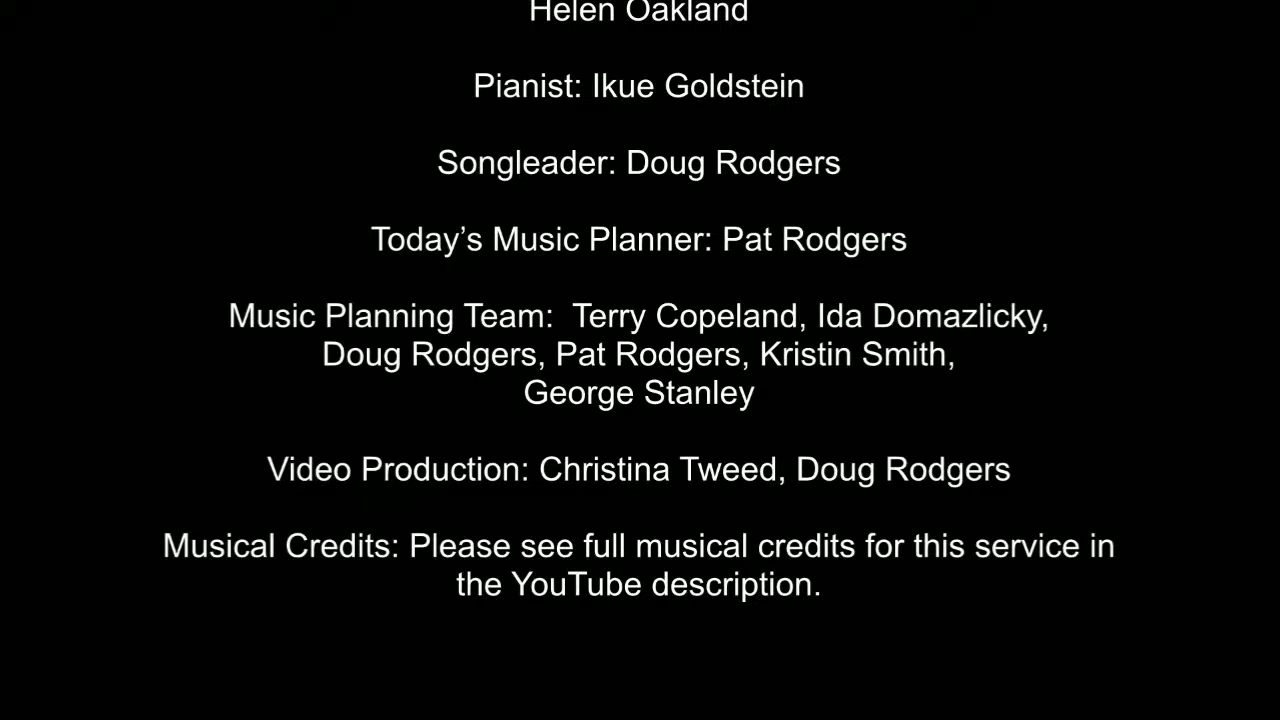 Helen Oakland
Pianist: Ikue Goldstein
Songleader: Doug Rodgers
Today’s Music Planner: Pat Rodgers
Music Planning Team:  Terry Copeland, Ida Domazlicky,
Doug Rodgers, Pat Rodgers, Kristin Smith,
George Stanley
Video Production: Christina Tweed, Doug Rodgers
Musical Credits: Please see full musical credits for this service in
the YouTube description.